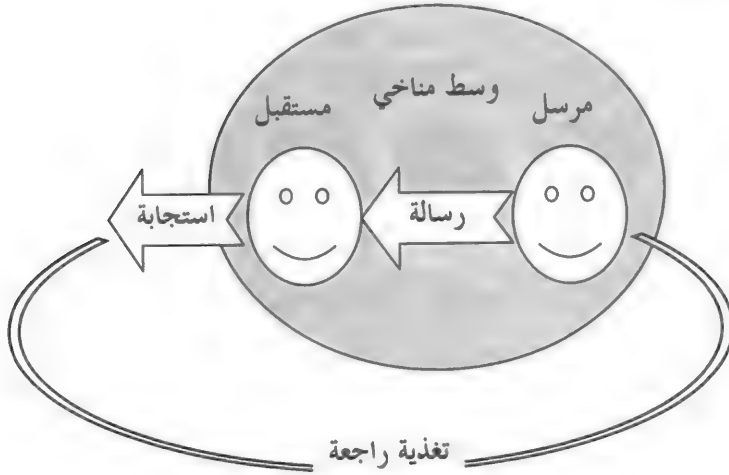 وسط مناخي
مرسل
مستقبل
رسالة
استجابة
تغذية راجعة